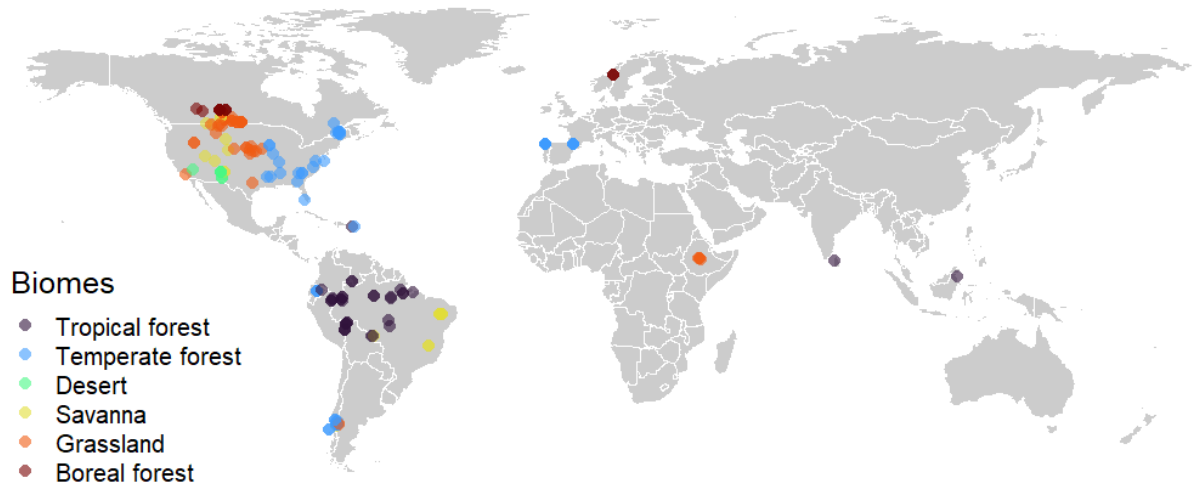 Biomes
Tropical forest
Temperate forest
Desert
Savanna
Grassland
Boreal forest